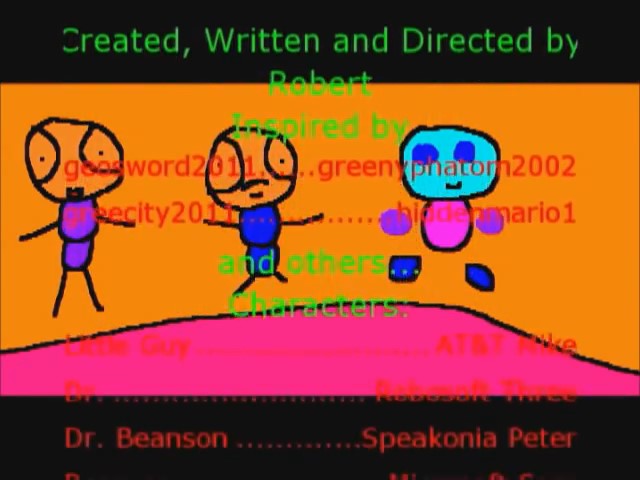 Created, Written and Directed by
Robert
Inspired by
geosword2011......greenyphatom2002
greecity2011...............hiddenmario1
and others...
Characters:
Little Guy ........................ AT&T Mike
Dr. .......................... Robosoft Three
Dr. Beanson .............Speakonia Peter